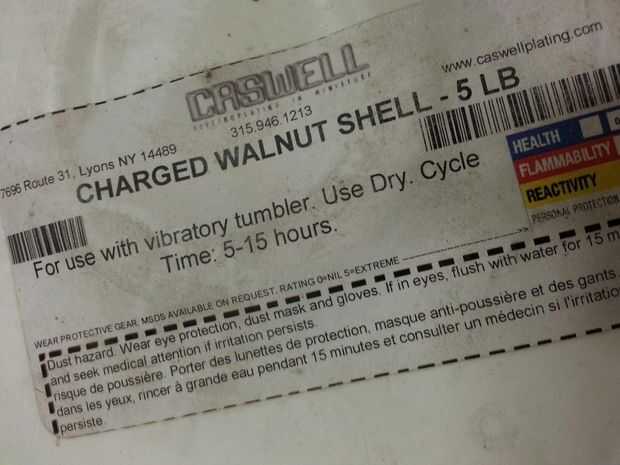 CASWELL
ELECTROPLATING IN MINIATURE
www.caswellplating.com
7696 Route 31, Lyons NY 14489
315.946.1213
CHARGED WALNUT SHELL - 5 LB
For use with vibratory tumbler. Use Dry. Cycle
Time: 5-15 hours.
HEALTH
FLAMMABILITY
REACTIVITY
PERSONAL PROTECTION
WEAR PROTECTIVE GEAR. MSDS AVAILABLE ON REQUEST. RATING 0=NIL 5=EXTREME
Dust hazard. Wear eye protection, dust mask and gloves. If in eyes, flush with water for 15 m
and seek medical attention if irritation persists.
risque de poussière. Porter des lunettes de protection, masque anti-poussière et des gants.
dans les yeux, rincer à grande eau pendant 15 minutes et consulter un médecin si l'irritatio
persiste.